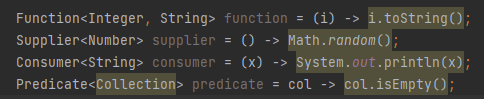 Function<Integer, String> function = (i) -> i.toString();
Supplier<Number> supplier = () -> Math.random();
Consumer<String> consumer = (x) -> System.out.println(x);
Predicate<Collection> predicate = col -> col.isEmpty();